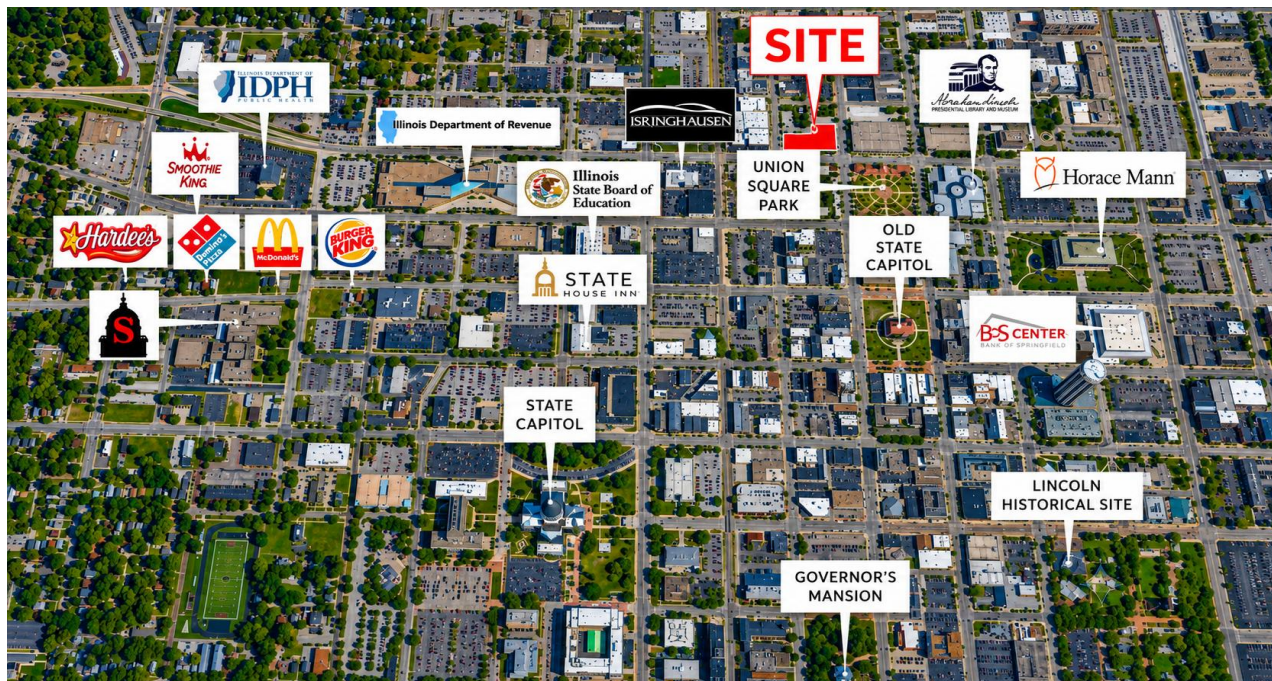 SITE
ILLINOIS DEPARTMENT OF
IDPH
PUBLIC HEALTH
Illinois Department of Revenue
ISRINGHAUSEN
Abraham Lincoln
PRESIDENTIAL LIBRARY AND MUSEUM
SMOOTHIE
KING
Illinois
State Board of
Education
UNION
SQUARE
PARK
Horace Mann
Hardee's
Domino's
Pizza
McDonald's
BURGER
KING
OLD
STATE
CAPITOL
STATE
HOUSE INN
S
BOS CENTER
BANK OF SPRINGFIELD
STATE
CAPITOL
LINCOLN
HISTORICAL SITE
GOVERNOR'S
MANSION